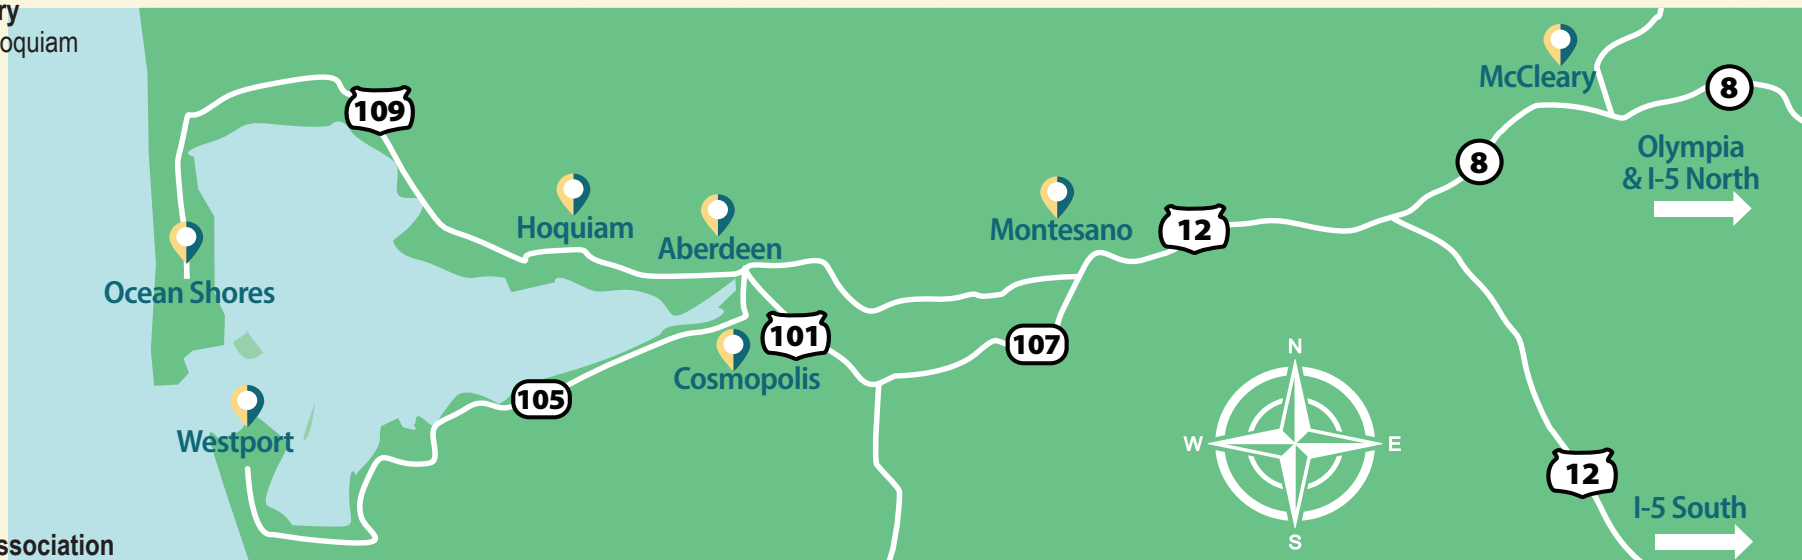 ry
oquiam
McCleary
8
109
8
Olympia
& I-5 North
Hoquiam
Aberdeen
Montesano
12
Ocean Shores
101
107
Cosmopolis
105
Westport
N
W
E
S
12
I-5 South
ssociation